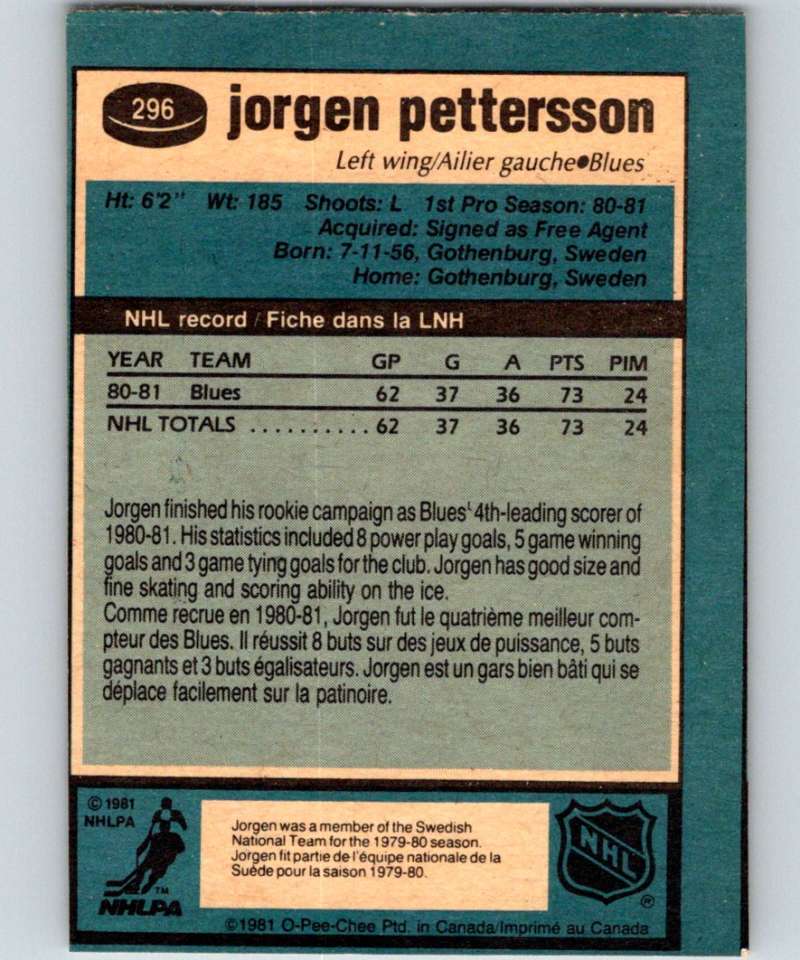 296
jorgen pettersson
Left wing/Ailier gauche●Blues
Ht: 6'2" Wt: 185 Shoots: L 1st Pro Season: 80-81
Acquired: Signed as Free Agent
Born: 7-11-56, Gothenburg, Sweden
Home: Gothenburg, Sweden
NHL record / Fiche dans la LNH
YEAR TEAM GP G A PTS PIM
80-81 Blues 62 37 36 73 24
NHL TOTALS .......... 62 37 36 73 24
Jorgen finished his rookie campaign as Blues' 4th-leading scorer of
1980-81. His statistics included 8 power play goals, 5 game winning
goals and 3 game tying goals for the club. Jorgen has good size and
fine skating and scoring ability on the ice.
Comme recrue en 1980-81, Jorgen fut le quatrième meilleur com-
pteur des Blues. Il réussit 8 buts sur des jeux de puissance, 5 buts
gagnants et 3 buts égalisateurs. Jorgen est un gars bien bâti qui se
déplace facilement sur la patinoire.
© 1981
NHLPA
TM
NHLPA
Jorgen was a member of the Swedish
National Team for the 1979-80 season.
Jorgen fit partie de l'équipe nationale de la
Suède pour la saison 1979-80.
NHL
®
©1981 O-Pee-Chee Ptd. in Canada/Imprimé au Canada